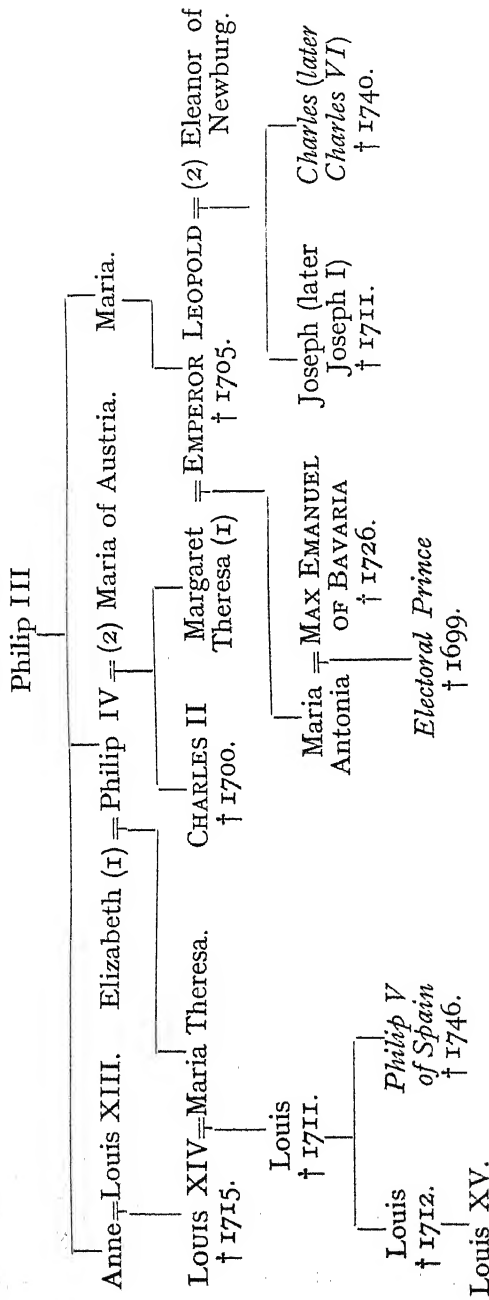 Philip III
Anne=Louis XIII. Elizabeth (1) = Philip IV = (2) Maria of Austria. Maria.
LOUIS XIV=Maria Theresa. CHARLES II Margaret =EMPEROR LEOPOLD = (2) Eleanor of
† 1715. † 1700. Theresa (1) † 1705. Newburg.
Louis Maria = MAX EMANUEL Joseph (later Charles (later
† 1711. Antonia OF BAVARIA Joseph I) Charles VI)
† 1726. † 1711. † 1740.
Louis Philip V Electoral Prince
† 1712. of Spain † 1699.
† 1746.
Louis XV.